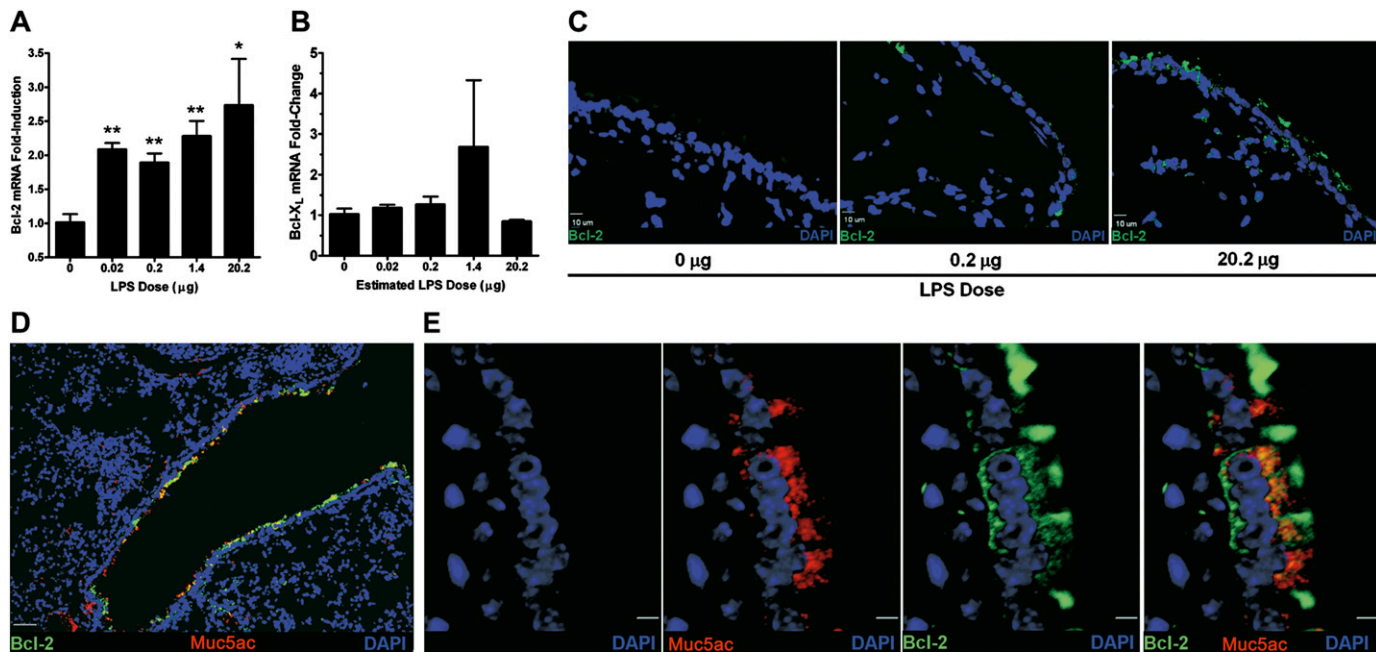 A
Bcl-2 mRNA Fold-Induction
3.5
3.0
2.5
2.0
1.5
1.0
0.5
**
**
**
*
0
0.02
0.2
1.4
20.2
LPS Dose (μg)
B
Bcl-X_L mRNA Fold-Change
5
4
3
2
1
0
0
0.02
0.2
1.4
20.2
Estimated LPS Dose (μg)
C
10 um
Bcl-2 DAPI
10 um
Bcl-2 DAPI
10 um
Bcl-2 DAPI
0 μg
0.2 μg
20.2 μg
LPS Dose
D
Bcl-2 Muc5ac DAPI
E
DAPI
Muc5ac DAPI
Bcl-2 DAPI
Bcl-2 Muc5ac DAPI